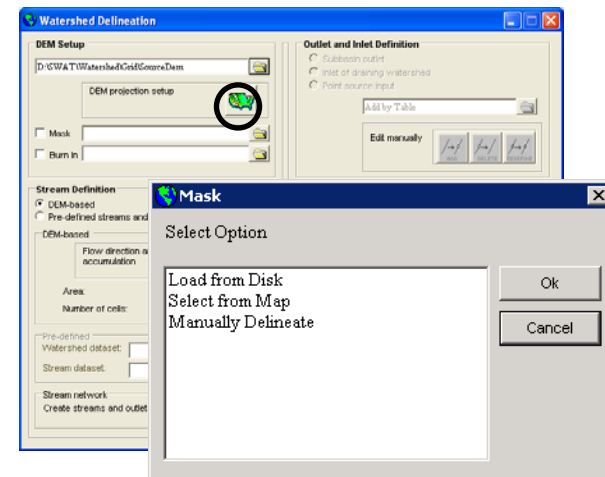 Watershed Delineation
DEM Setup
D:\SWAT\Watershed\Grid\SourceDem
DEM projection setup
Mask
Burn in
Outlet and Inlet Definition
Subbasin outlet
Inlet of draining watershed
Point source input
Add by Table
Edit manually
ADD
DELETE
Stream Definition
DEM-based
Pre-defined streams and
DEM-based
Flow direction a
accumulation
Area:
Number of cells:
Pre-defined
Watershed dataset:
Stream dataset:
Stream network
Create streams and outlet
Mask
Select Option
Load from Disk
Select from Map
Manually Delineate
Ok
Cancel